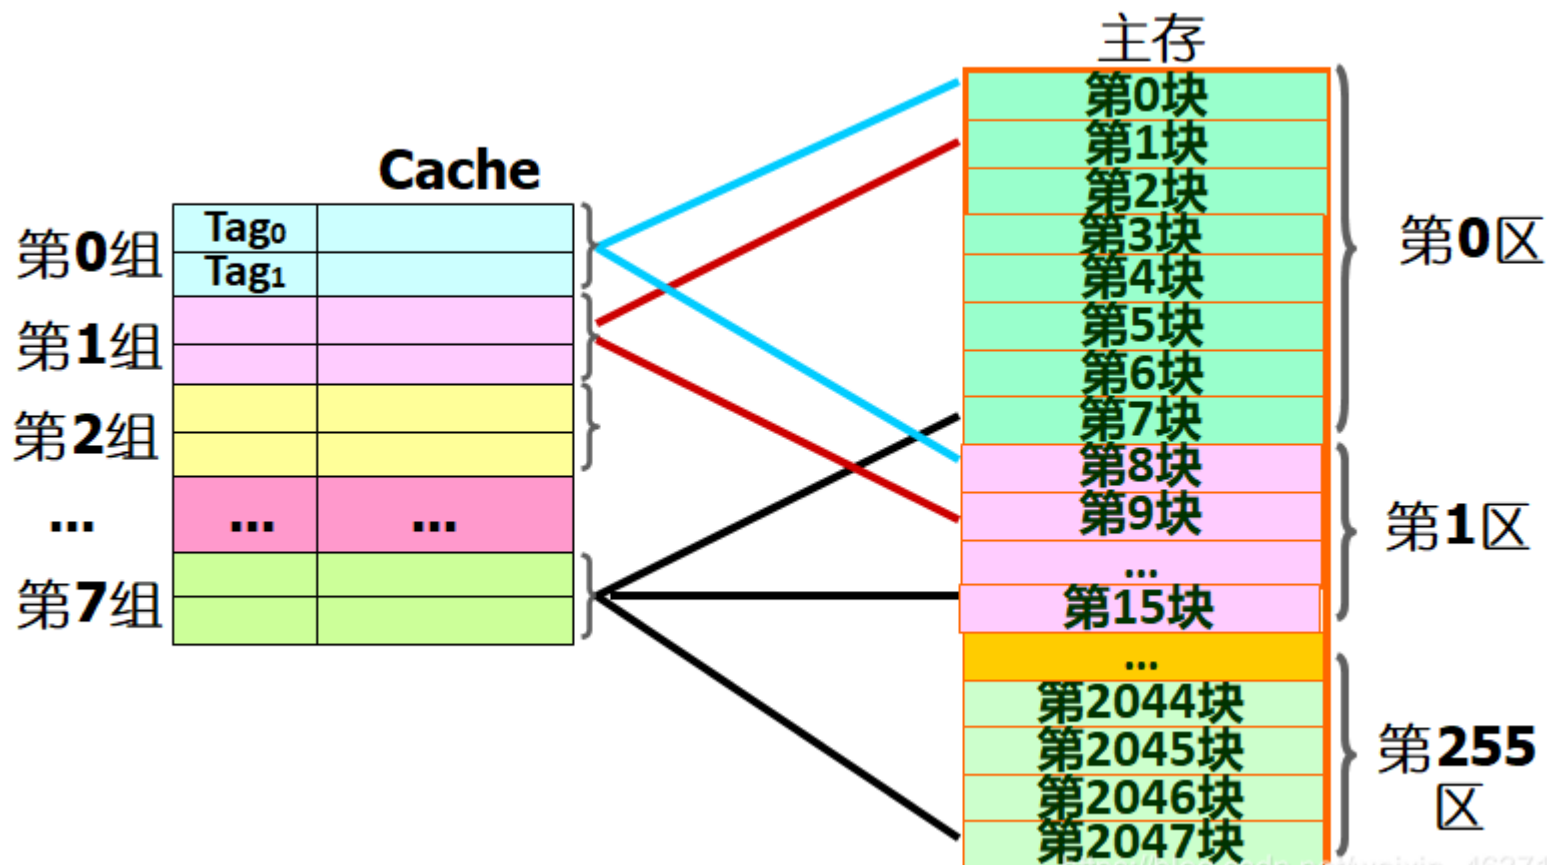 主存
Cache
第0组
Tag0
Tag1
第1组
第2组
...
...
...
第7组
第0块
第1块
第2块
第3块
第4块
第5块
第6块
第7块
第8块
第9块
...
第15块
...
第2044块
第2045块
第2046块
第2047块
第0区
第1区
第255
区